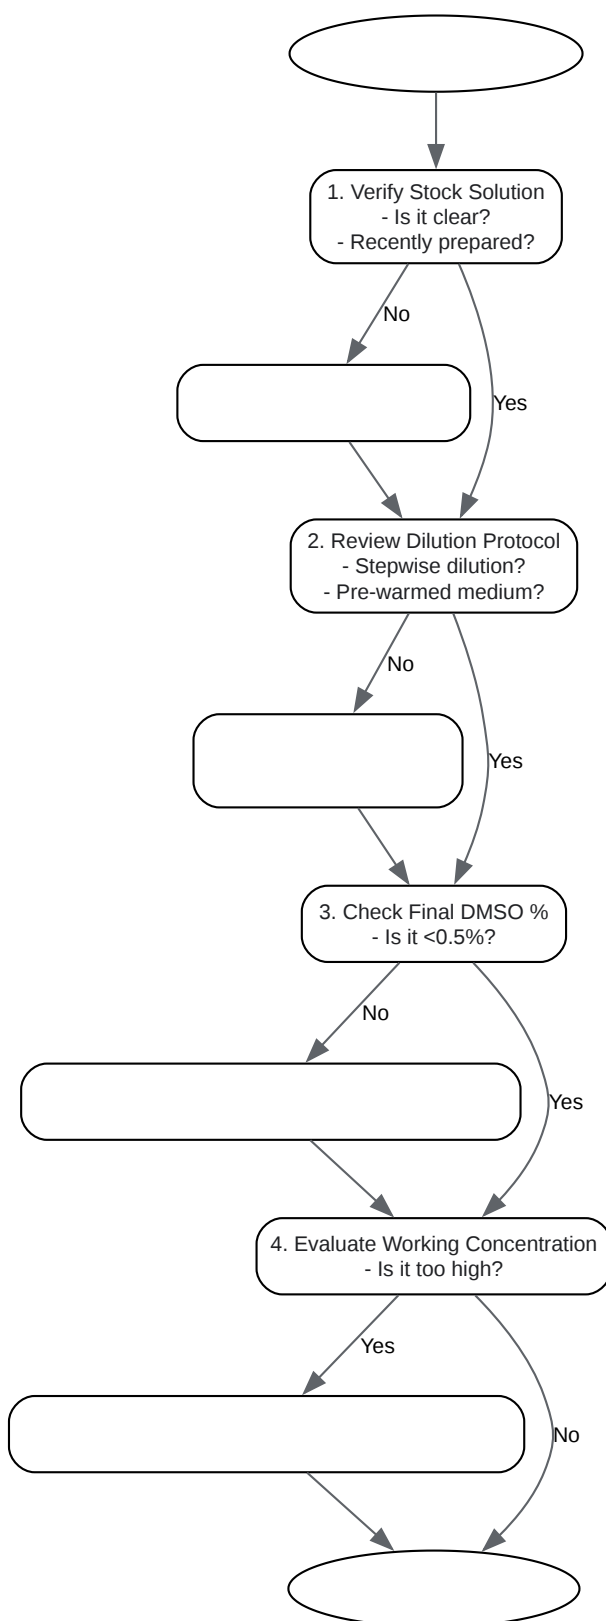 1. Verify Stock Solution
- Is it clear?
- Recently prepared?
No
Yes
2. Review Dilution Protocol
- Stepwise dilution?
- Pre-warmed medium?
No
Yes
3. Check Final DMSO %
- Is it <0.5%?
No
Yes
4. Evaluate Working Concentration
- Is it too high?
Yes
No